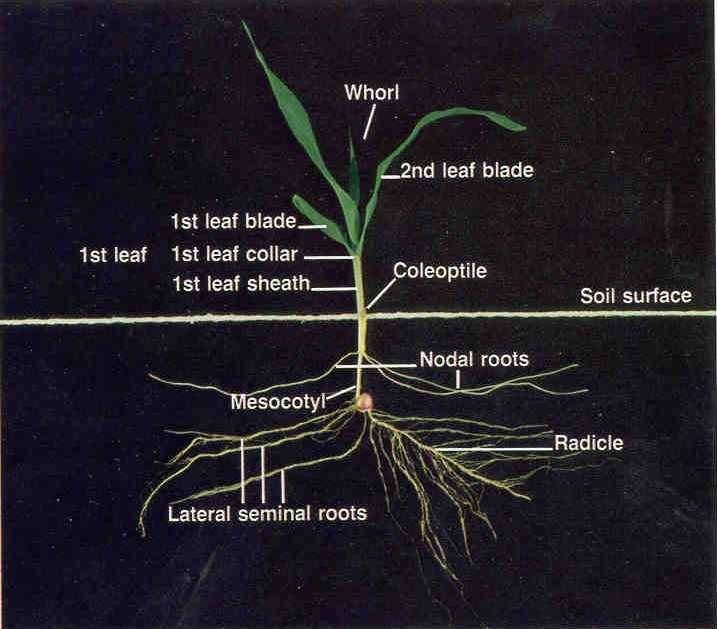 Whorl
2nd leaf blade
1st leaf blade
1st leaf 1st leaf collar
1st leaf sheath
Coleoptile
Soil surface
Nodal roots
Mesocotyl
Radicle
Lateral seminal roots